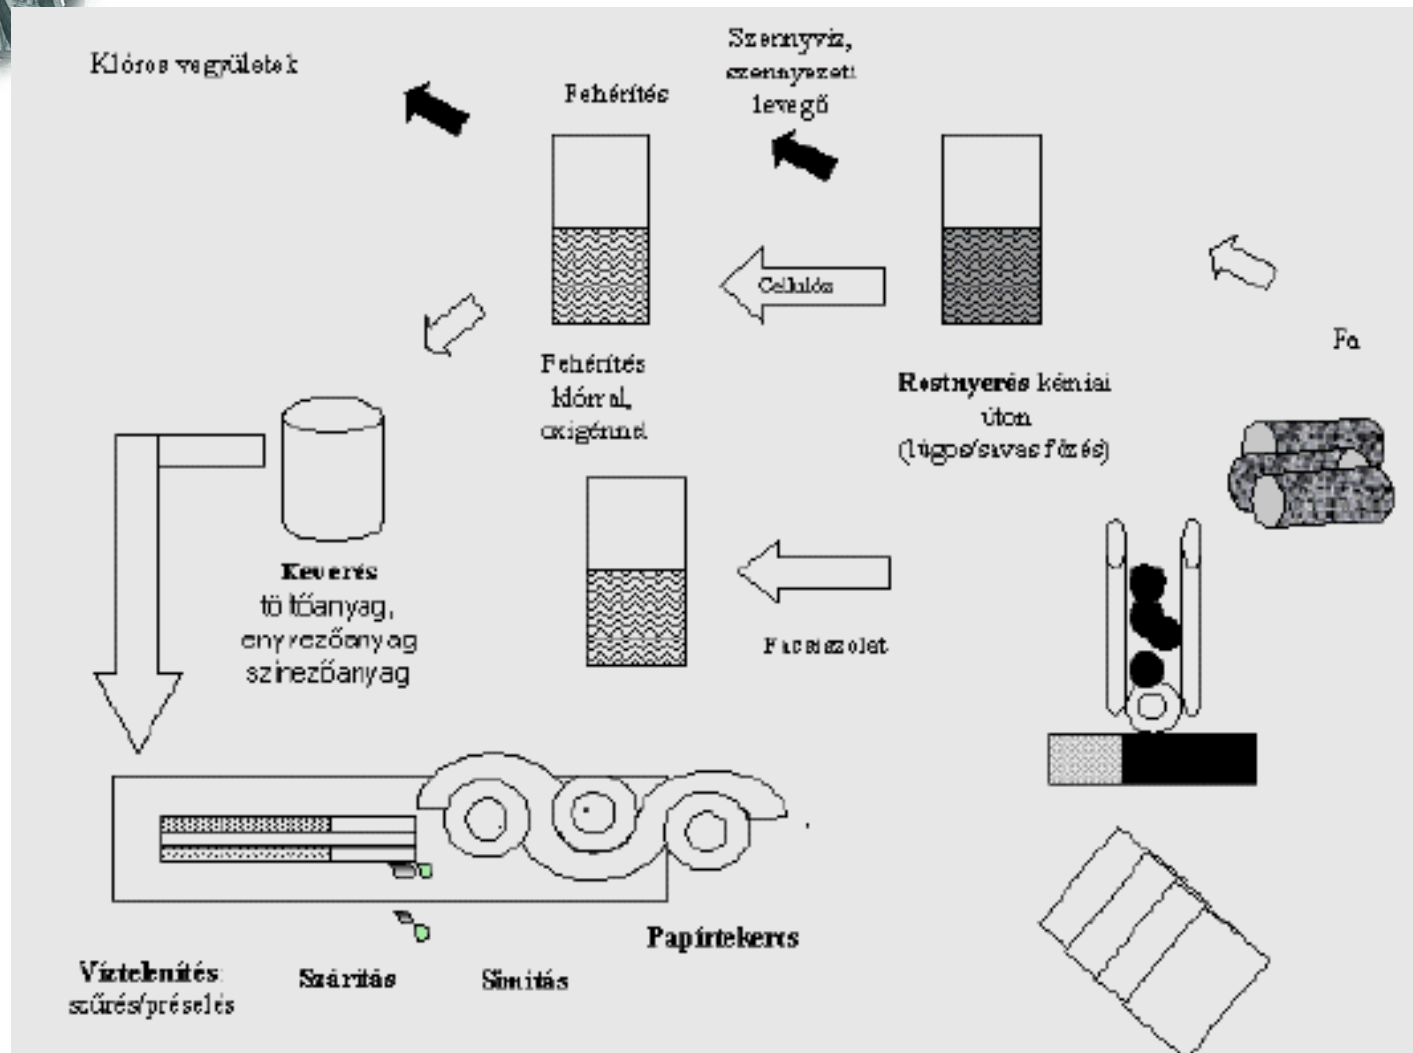 Klóros vegyületek
Fehérítés
Szennyvíz,
szennyezett
levegő
Cellulóz
Fa
Fehérítés
klórral,
oxigénnel
Rostnyerés kémiai
úton
(lúgos/savas főzés)
Keverés
töltőanyag,
enyvezőanyag
színezőanyag
Facsiszolat
Papírtekercs
Víztelenítés
szűrés/préselés
Szárítás
Simítás